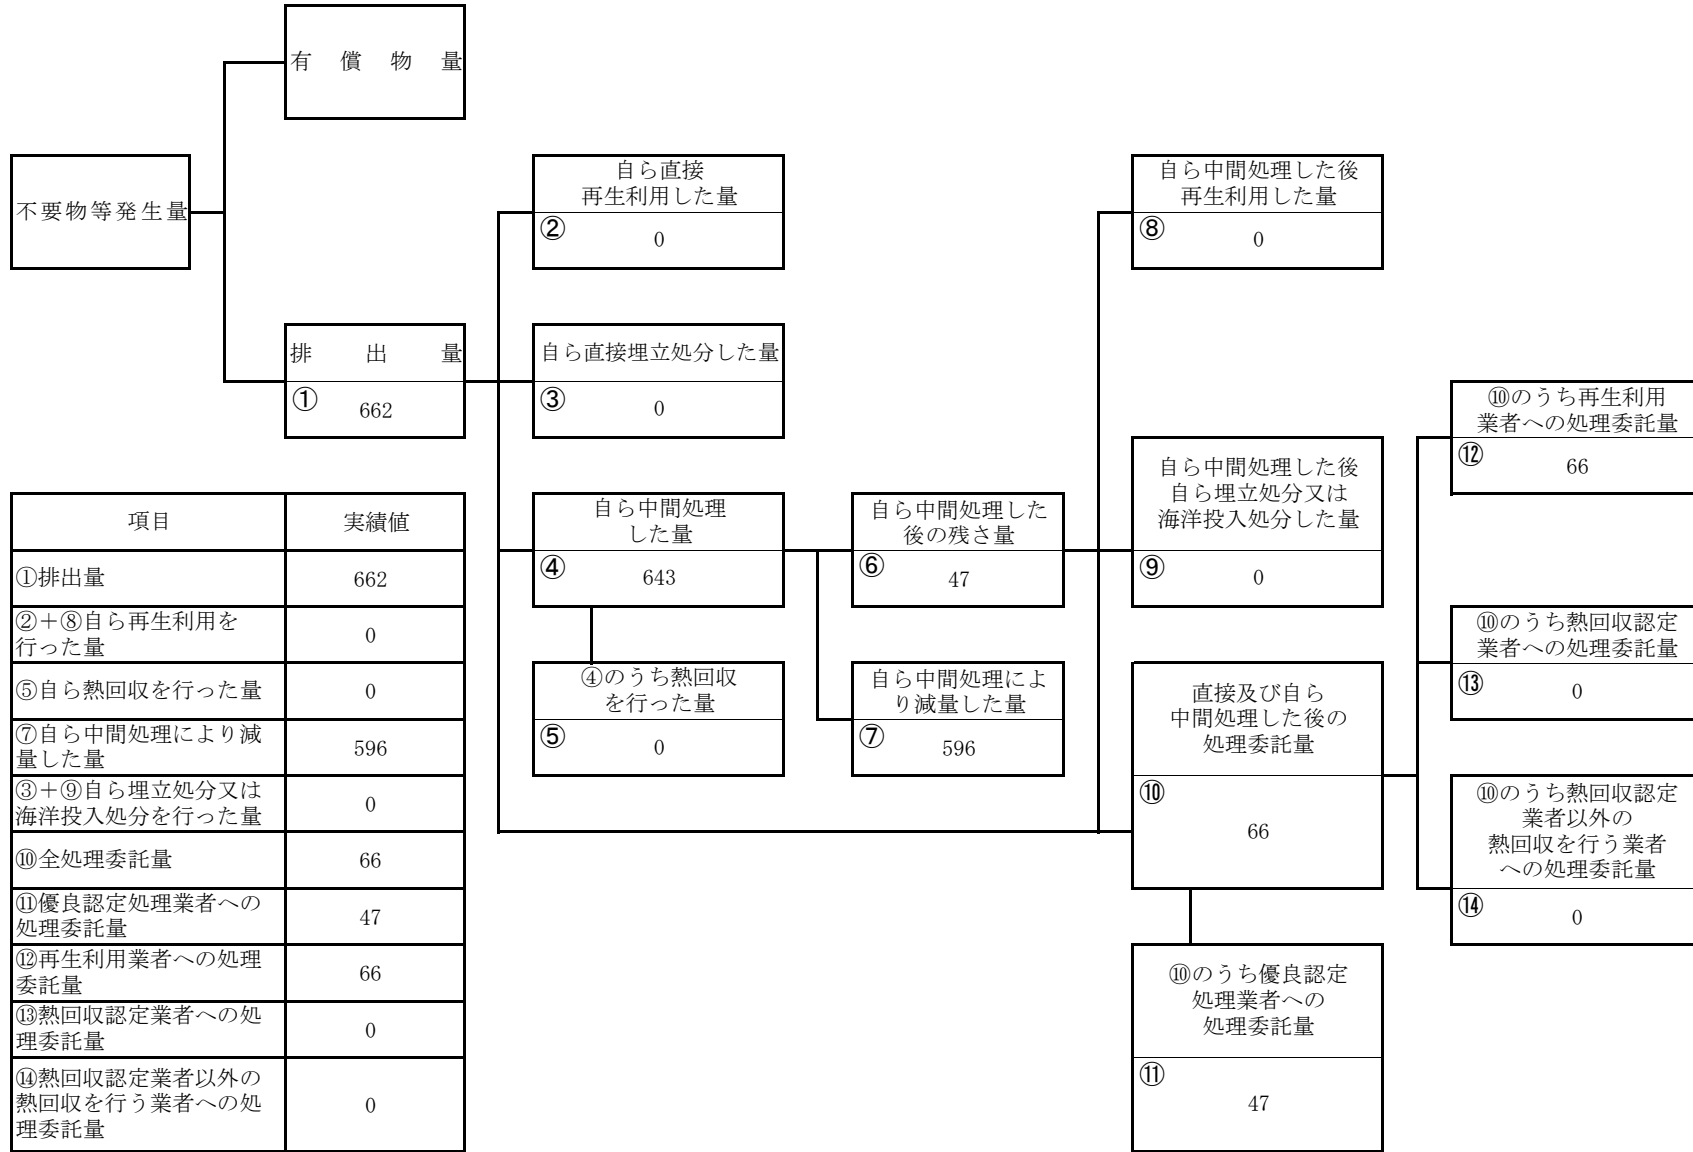 有償物量
不要物等発生量
排出量
①
662
自ら直接
再生利用した量
②
0
自ら直接埋立処分した量
③
0
自ら中間処理
した量
④
643
④のうち熱回収
を行った量
⑤
0
自ら中間処理した
後の残さ量
⑥
47
自ら中間処理によ
り減量した量
⑦
596
自ら中間処理した後
再生利用した量
⑧
0
自ら中間処理した後
自ら埋立処分又は
海洋投入処分した量
⑨
0
直接及び自ら
中間処理した後の
処理委託量
⑩
66
⑩のうち優良認定
処理業者への
処理委託量
⑪
47
⑩のうち再生利用
業者への処理委託量
⑫
66
⑩のうち熱回収認定
業者への処理委託量
⑬
0
⑩のうち熱回収認定
業者以外の
熱回収を行う業者
への処理委託量
⑭
0
項目 実績値
①排出量 662
②＋⑧自ら再生利用を
行った量 0
⑤自ら熱回収を行った量 0
⑦自ら中間処理により減
量した量 596
③＋⑨自ら埋立処分又は
海洋投入処分を行った量 0
⑩全処理委託量 66
⑪優良認定処理業者への
処理委託量 47
⑫再生利用業者への処理
委託量 66
⑬熱回収認定業者への処
理委託量 0
⑭熱回収認定業者以外の
熱回収を行う業者への処 0
理委託量